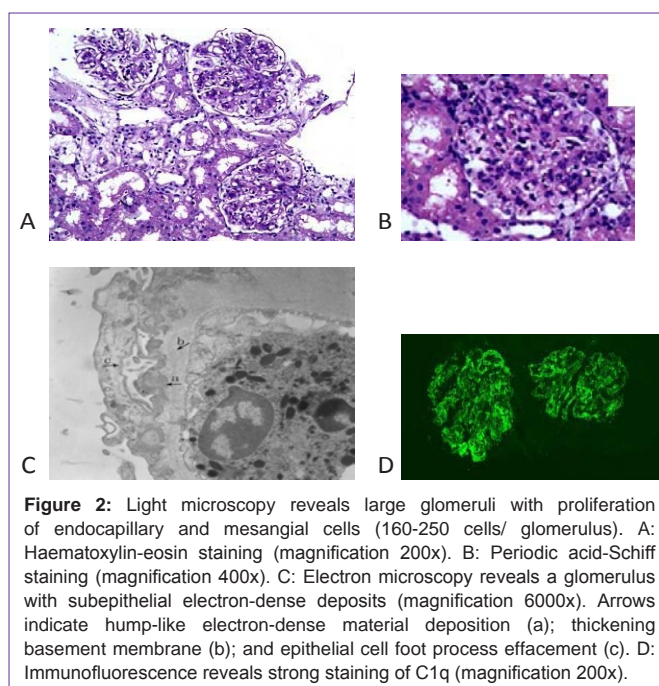 A
B
b
c
a
C
D
Figure 2: Light microscopy reveals large glomeruli with proliferation
of endocapillary and mesangial cells (160-250 cells/ glomerulus). A:
Haematoxylin-eosin staining (magnification 200x). B: Periodic acid-Schiff
staining (magnification 400x). C: Electron microscopy reveals a glomerulus
with subepithelial electron-dense deposits (magnification 6000x). Arrows
indicate hump-like electron-dense material deposition (a); thickening
basement membrane (b); and epithelial cell foot process effacement (c). D:
Immunofluorescence reveals strong staining of C1q (magnification 200x).